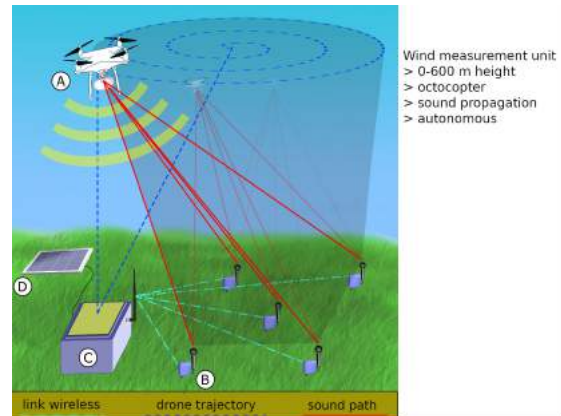 A
Wind measurement unit
> 0-600 m height
> octocopter
> sound propagation
> autonomous
D
C
B
link wireless drone trajectory sound path